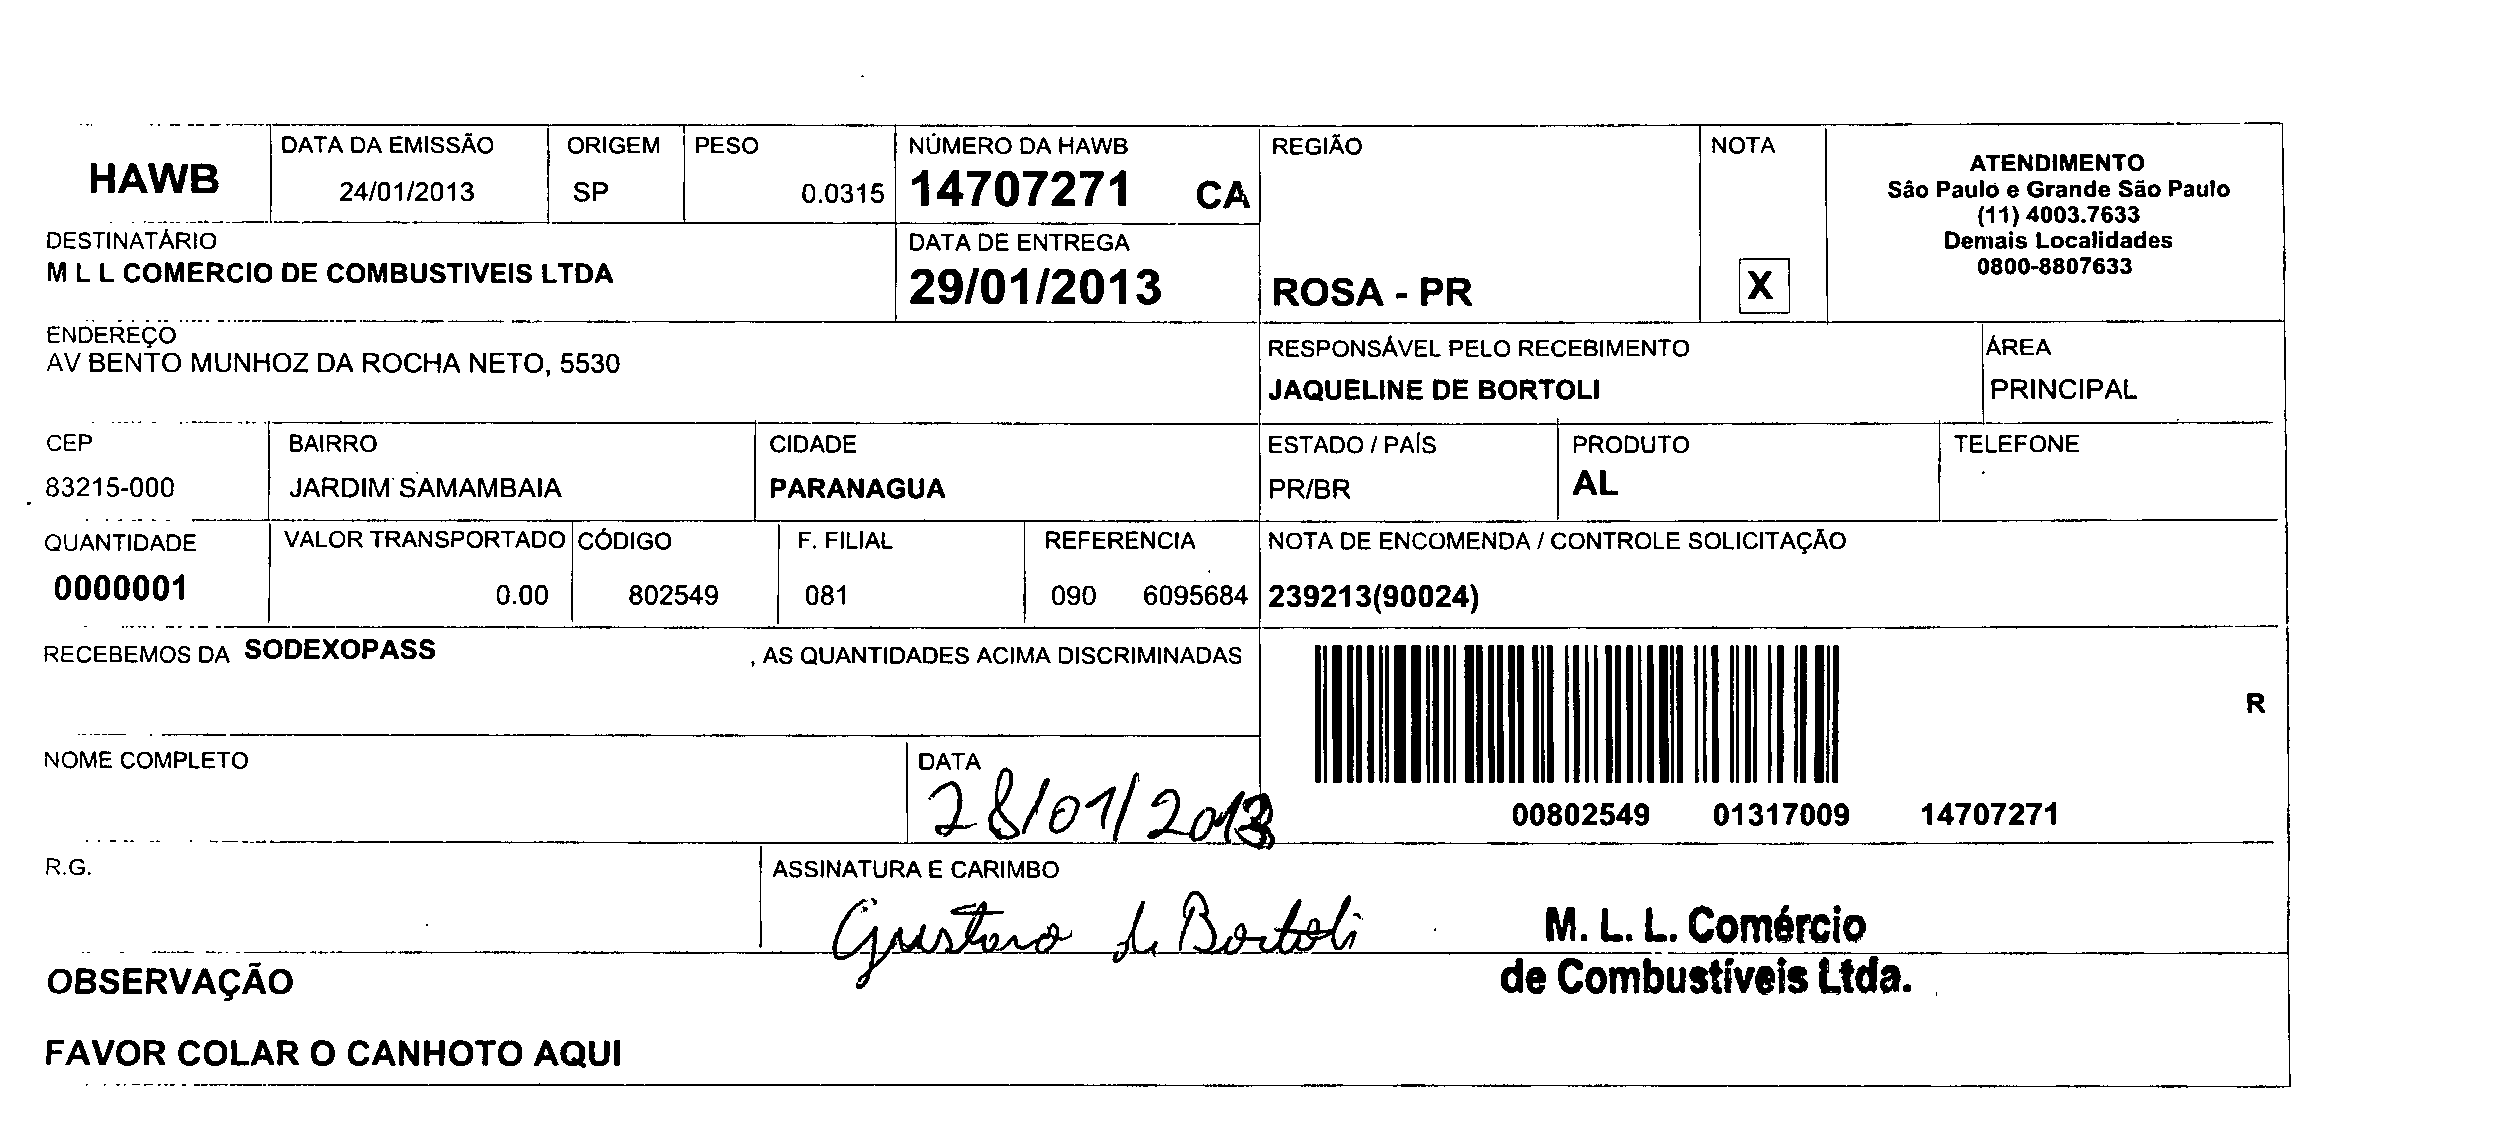 HAWB
DATA DA EMISSÃO
24/01/2013
ORIGEM
SP
PESO
0.0315
NÚMERO DA HAWB
14707271 CA
REGIÃO
ROSA - PR
NOTA
X
ATENDIMENTO
São Paulo e Grande São Paulo
(11) 4003.7633
Demais Localidades
0800-8807633
DESTINATÁRIO
M L L COMERCIO DE COMBUSTIVEIS LTDA
DATA DE ENTREGA
29/01/2013
ENDEREÇO
AV BENTO MUNHOZ DA ROCHA NETO, 5530
RESPONSÁVEL PELO RECEBIMENTO
JAQUELINE DE BORTOLI
ÁREA
PRINCIPAL
CEP
83215-000
BAIRRO
JARDIM SAMAMBAIA
CIDADE
PARANAGUA
ESTADO / PAÍS
PR/BR
PRODUTO
AL
TELEFONE
QUANTIDADE
0000001
VALOR TRANSPORTADO
0.00
CÓDIGO
802549
F. FILIAL
081
REFERENCIA
090 6095684
NOTA DE ENCOMENDA / CONTROLE SOLICITAÇÃO
239213(90024)
RECEBEMOS DA SODEXOPASS , AS QUANTIDADES ACIMA DISCRIMINADAS
R
00802549 01317009 14707271
NOME COMPLETO
DATA
28/01/2013
R.G.
ASSINATURA E CARIMBO
Gustavo de Bortoli
M. L. L. Comércio
de Combustíveis Ltda.
OBSERVAÇÃO
FAVOR COLAR O CANHOTO AQUI